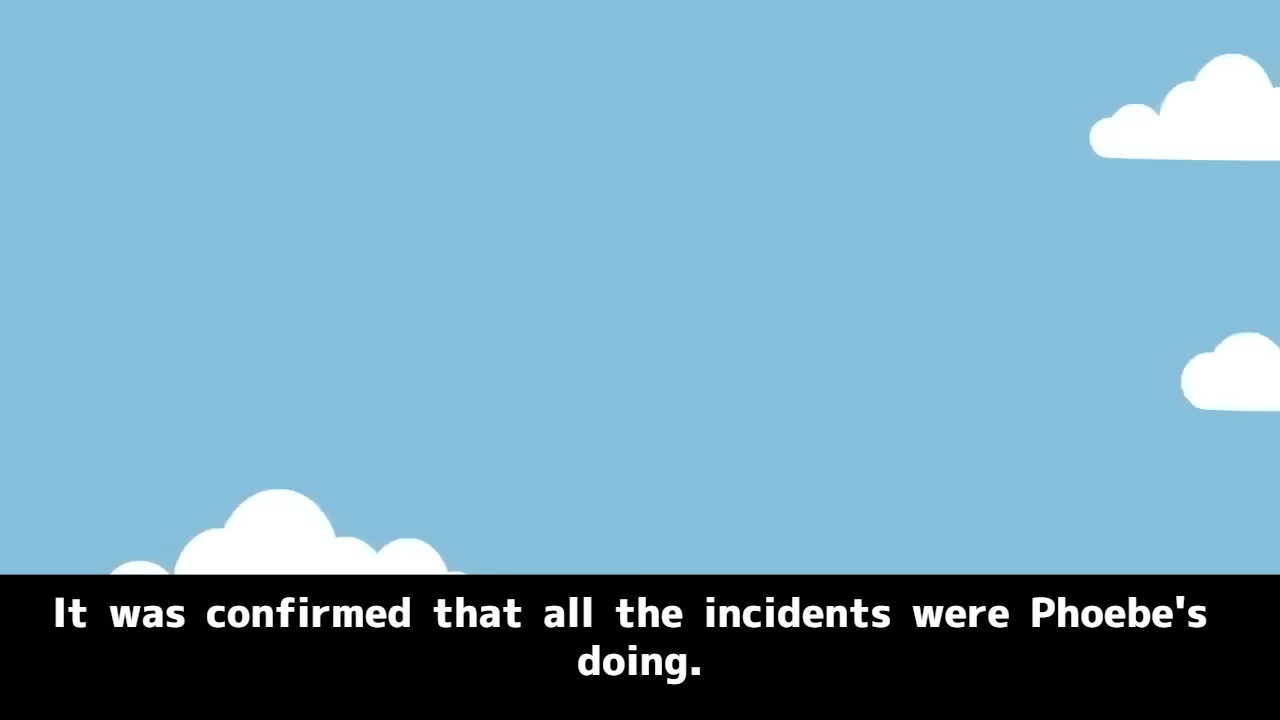 It was confirmed that all the incidents were Phoebe's
doing.